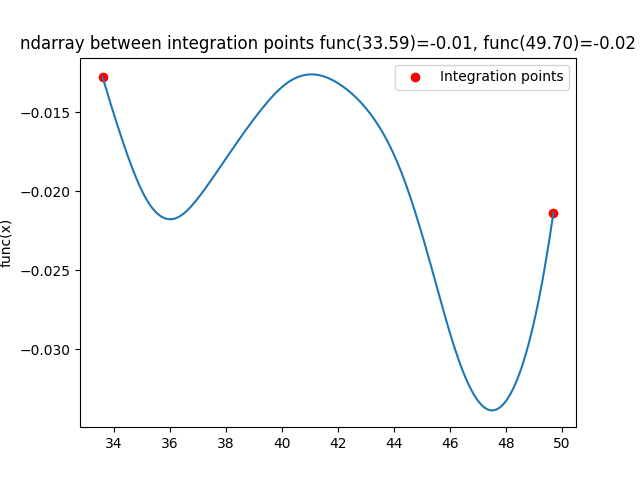 ndarray between integration points func(33.59)=-0.01, func(49.70)=-0.02
Integration points
func(x)
−0.015
−0.020
−0.025
−0.030
34 36 38 40 42 44 46 48 50